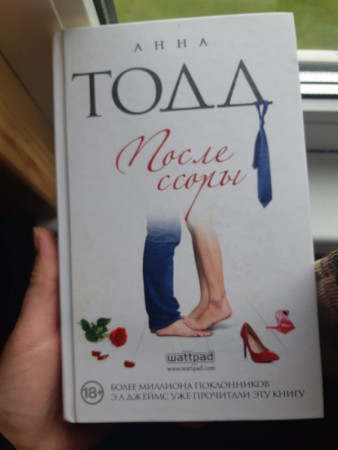 АННА
ТОДД
После
ссоры
wattpad
www.wattpad.com
18+
БОЛЕЕ МИЛЛИОНА ПОКЛОННИКОВ
Э Л ДЖЕЙМС УЖЕ ПРОЧИТАЛИ ЭТУ КНИГУ